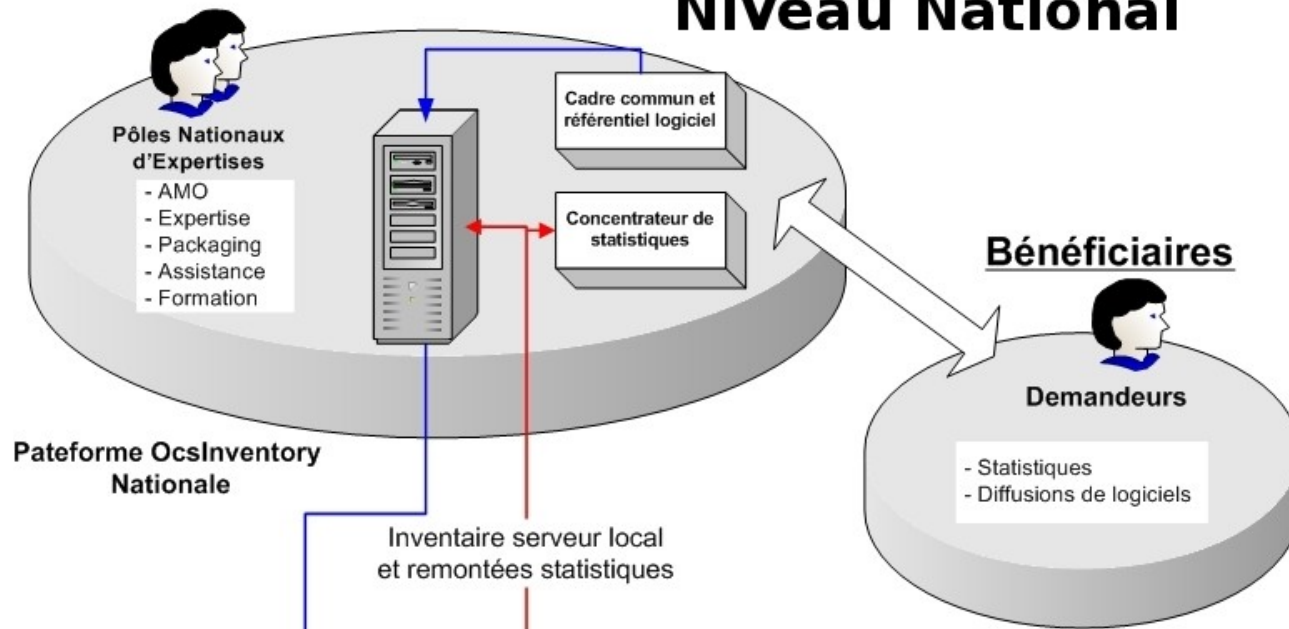 Niveau National
Pôles Nationaux
d'Expertises
- AMO
- Expertise
- Packaging
- Assistance
- Formation
Cadre commun et
référentiel logiciel
Concentrateur de
statistiques
Bénéficiaires
Demandeurs
- Statistiques
- Diffusions de logiciels
Pateforme OcsInventory
Nationale
Inventaire serveur local
et remontées statistiques